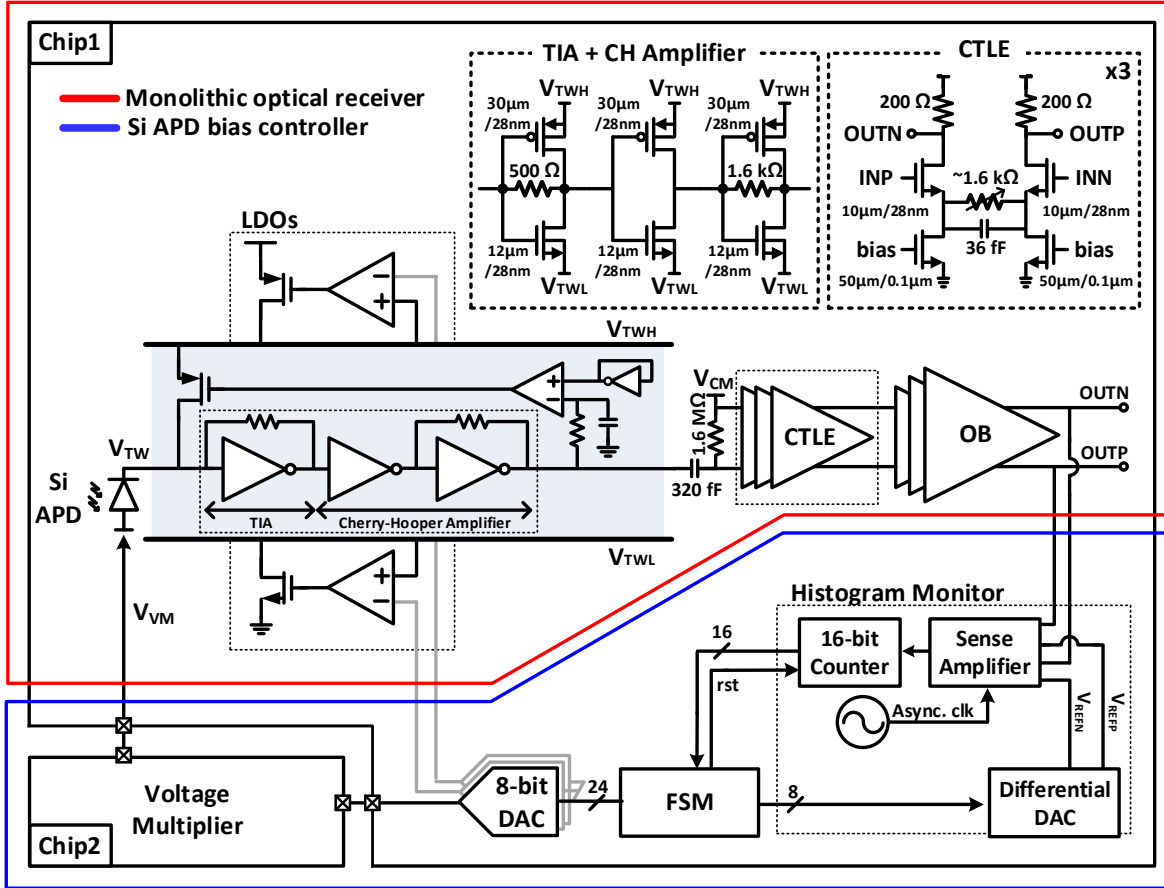 Chip1
Monolithic optical receiver
Si APD bias controller
TIA + CH Amplifier
VTWH
VTWH
VTWH
30µm
/28nm
30µm
/28nm
30µm
/28nm
500 Ω
1.6 kΩ
12µm
/28nm
12µm
/28nm
12µm
/28nm
VTWL
VTWL
VTWL
CTLE
x3
200 Ω
200 Ω
OUTN
OUTP
INP
~1.6 kΩ
INN
10µm/28nm
10µm/28nm
bias
36 fF
bias
50µm/0.1µm
50µm/0.1µm
LDOs
−
+
VTWH
+
−
VTW
Si
APD
TIA
Cherry-Hooper Amplifier
VCM
1.6 MΩ
320 fF
CTLE
OB
OUTN
OUTP
VTWL
+
−
VVM
Histogram Monitor
16
16-bit
Counter
Sense
Amplifier
rst
Async. clk
VREFN
VREFP
Voltage
Multiplier
Chip2
8-bit
DAC
24
FSM
8
Differential
DAC